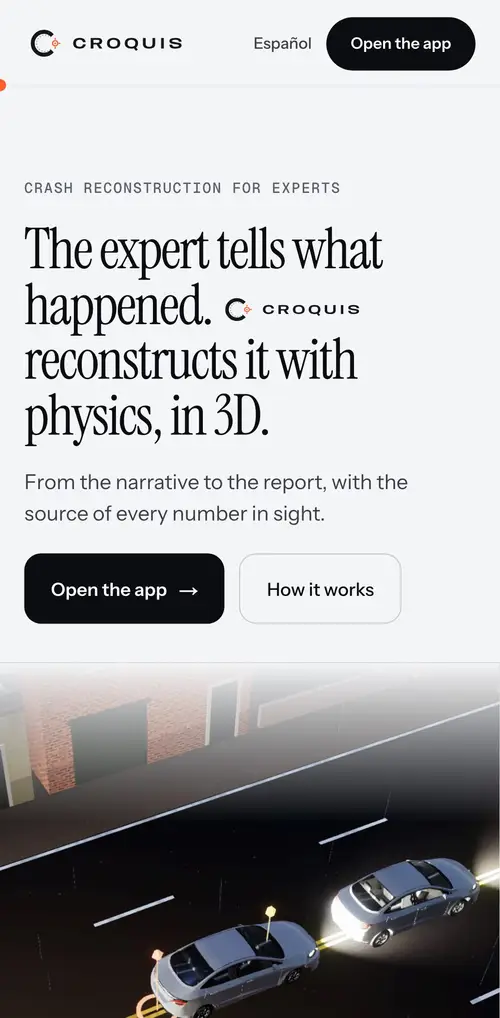 CROQUIS
Español
Open the app
CRASH RECONSTRUCTION FOR EXPERTS
The expert tells what
happened. CROQUIS
reconstructs it with
physics, in 3D.
From the narrative to the report, with the
source of every number in sight.
Open the app →
How it works